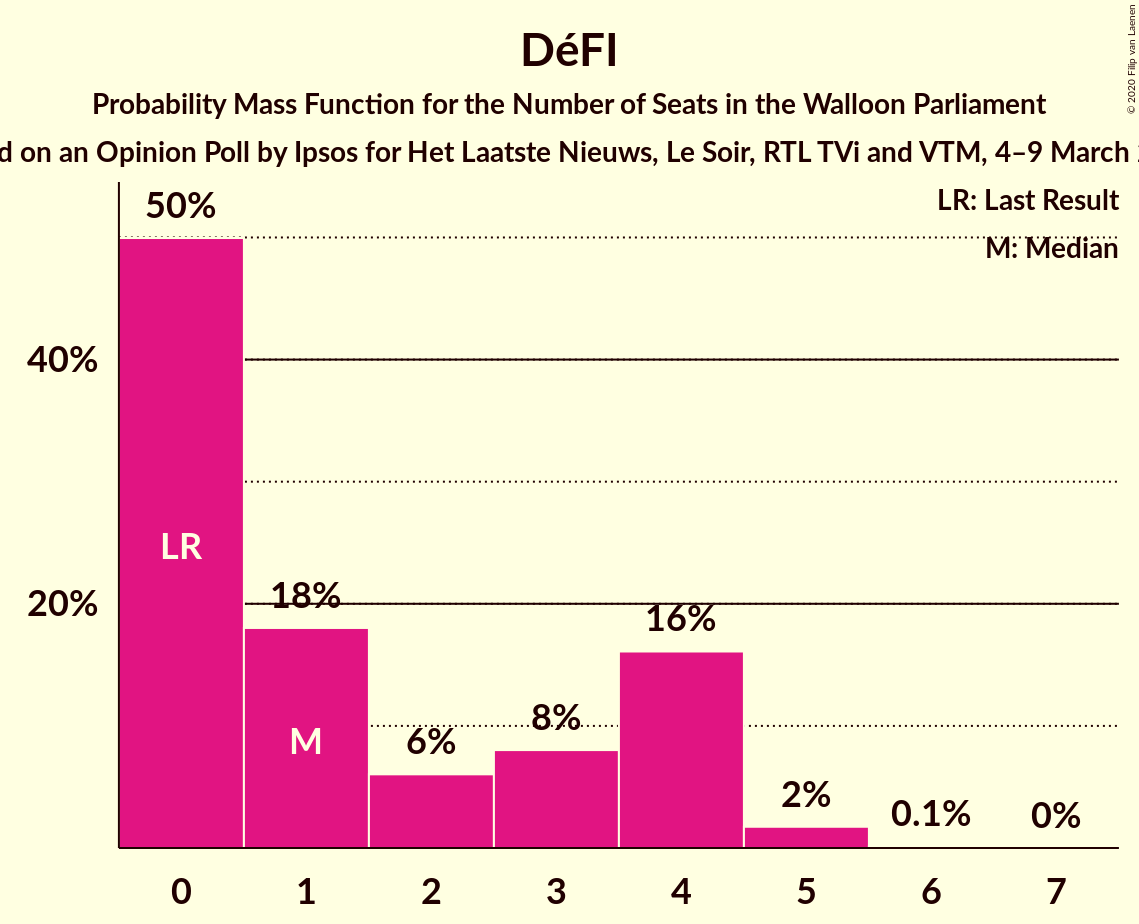 DéFI
Probability Mass Function for the Number of Seats in the Walloon Parliament
on an Opinion Poll by Ipsos for Het Laatste Nieuws, Le Soir, RTL TVi and VTM, 4–9 March
© 2020 Filip van Laenen
LR: Last Result
M: Median
50%
40%
20%
LR
18%
M
6%
8%
16%
2%
0.1%
0%
0 1 2 3 4 5 6 7